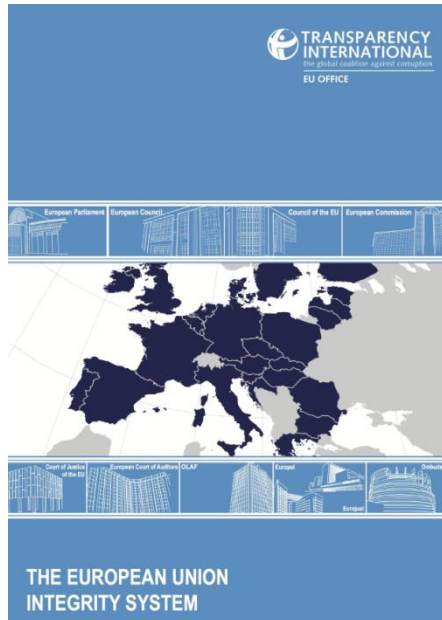 TRANSPARENCY
INTERNATIONAL
the global coalition against corruption
EU OFFICE
European Parliament
European Council
Council of the EU
European Commission
Court of Justice
of the EU
European Court of Auditors
OLAF
Europol
Eurojust
THE EUROPEAN UNION
INTEGRITY SYSTEM